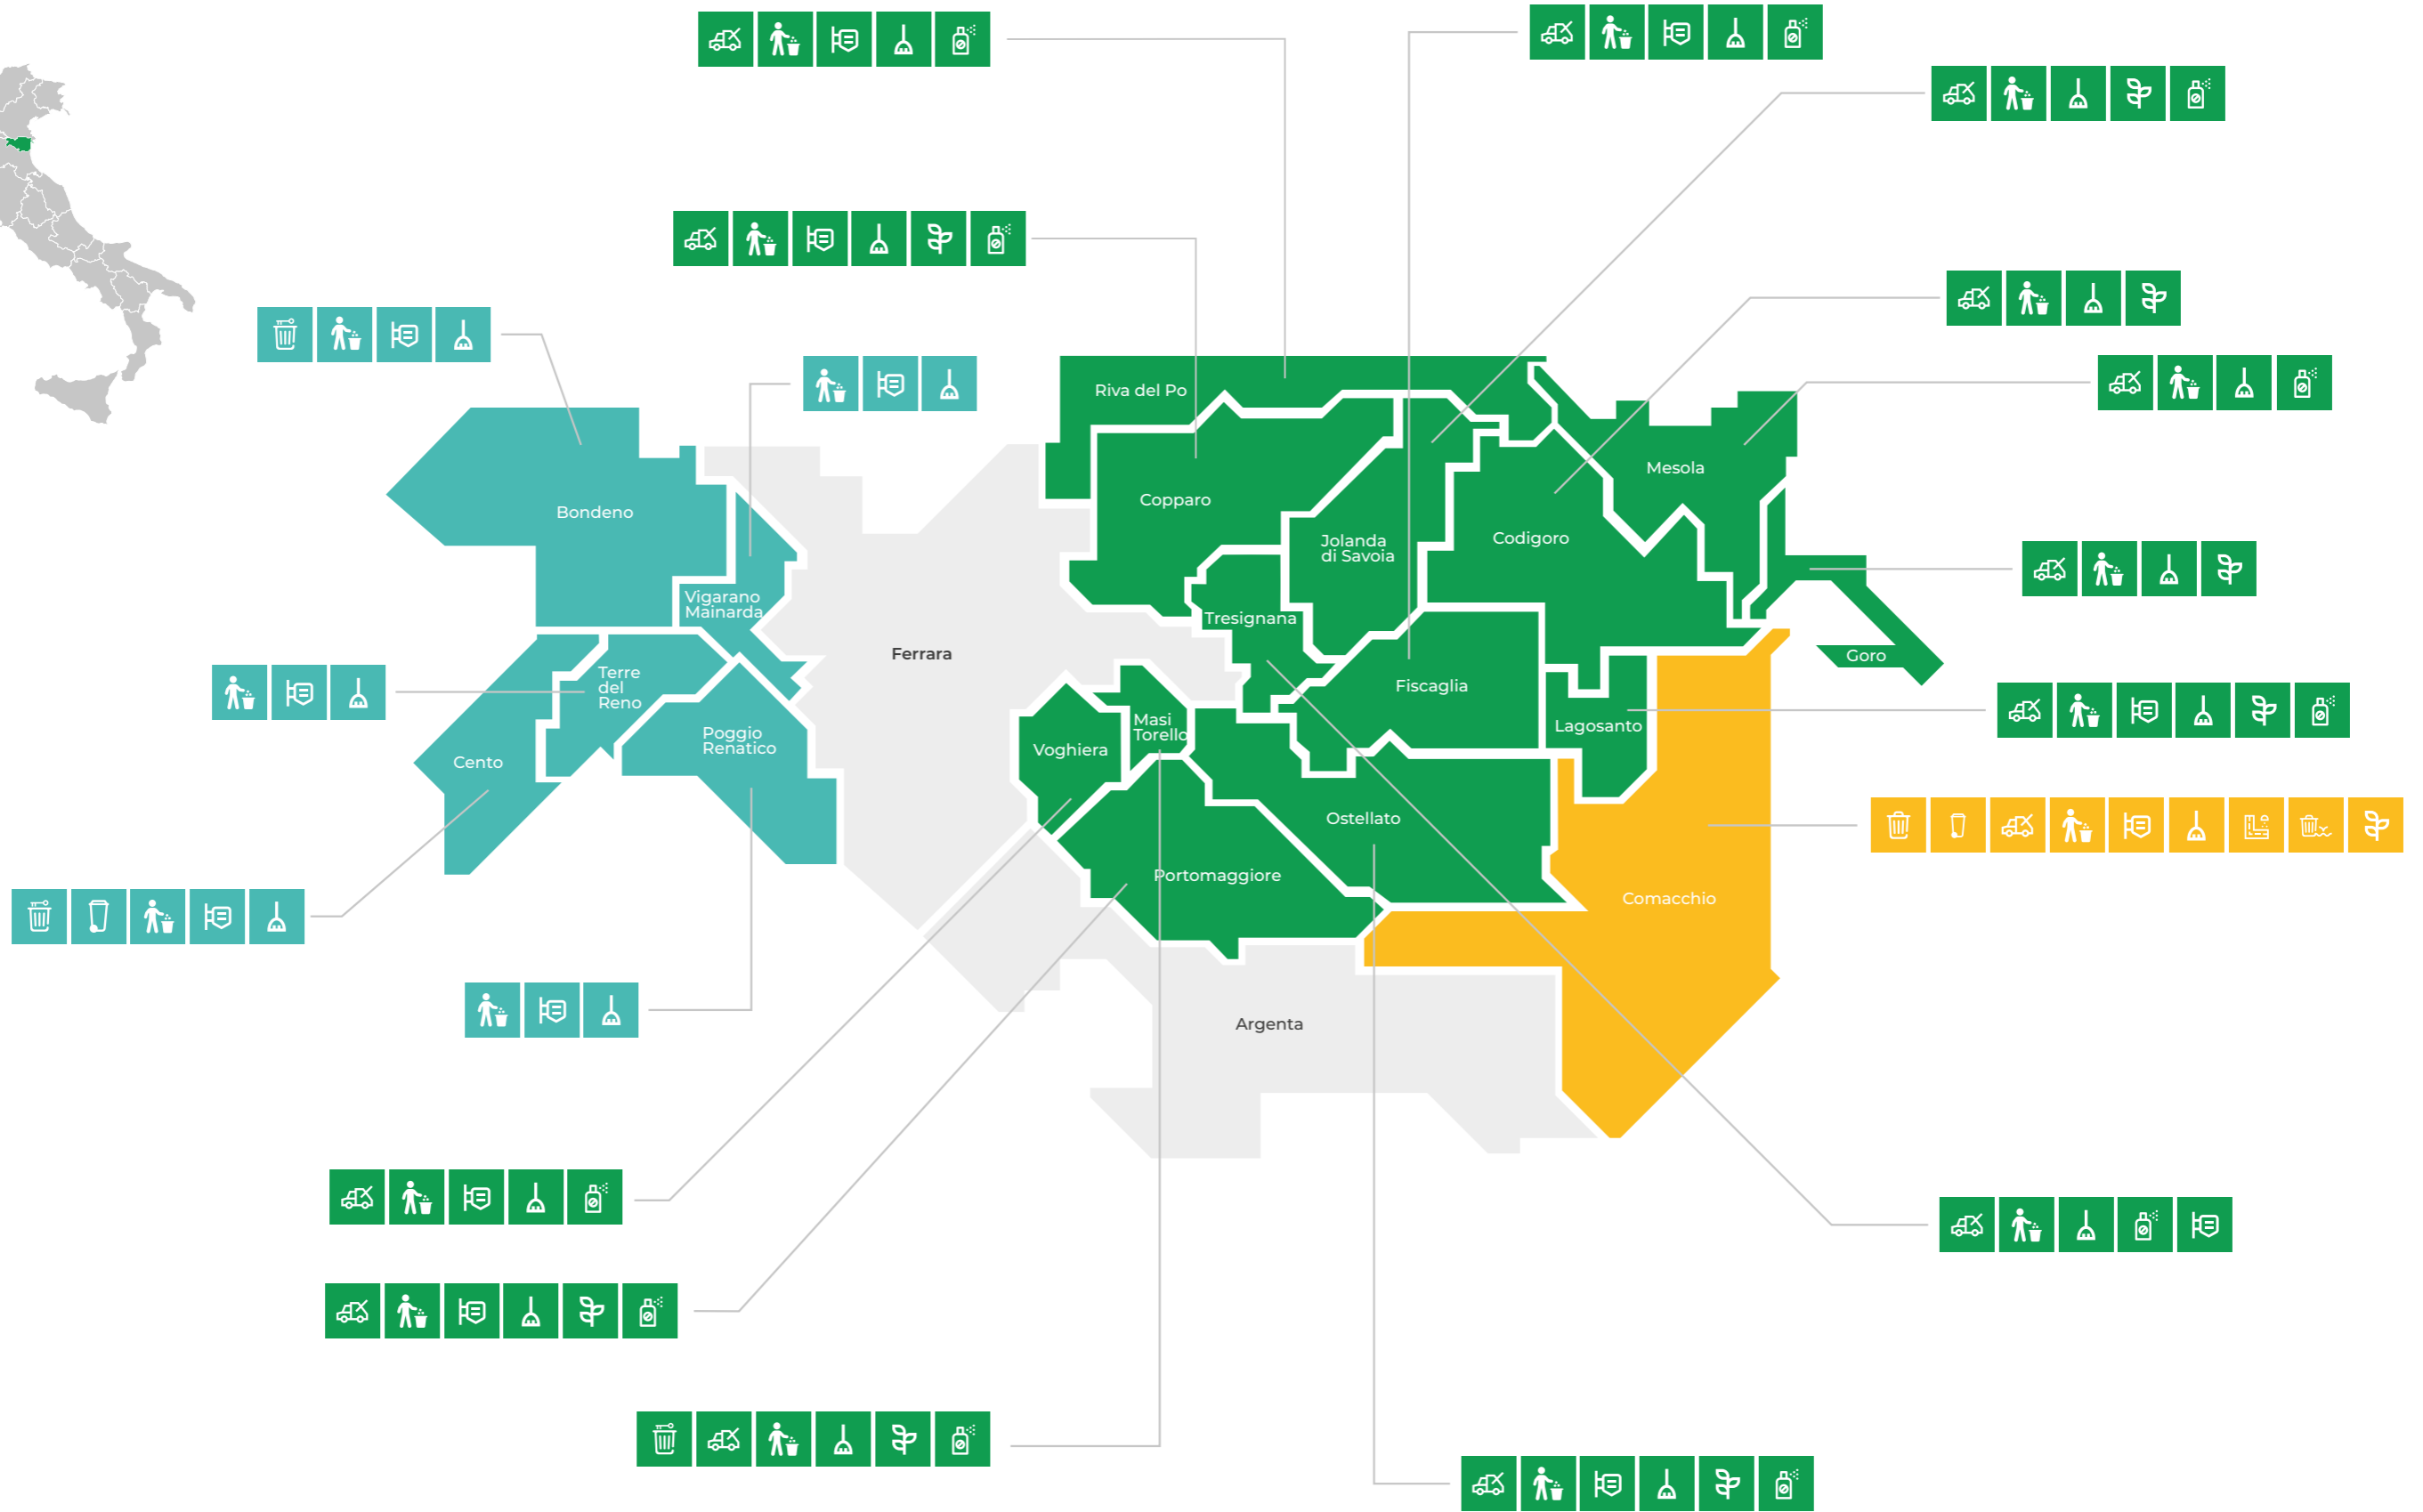 Riva del Po
Mesola
Copparo
Bondeno
Jolanda
di Savoia
Codigoro
Vigarano
Mainarda
Tresignana
Ferrara
Goro
Terre
del
Reno
Fiscaglia
Masi
Torello
Lagosanto
Poggio
Renatico
Voghiera
Cento
Ostellato
Portomaggiore
Comacchio
Argenta